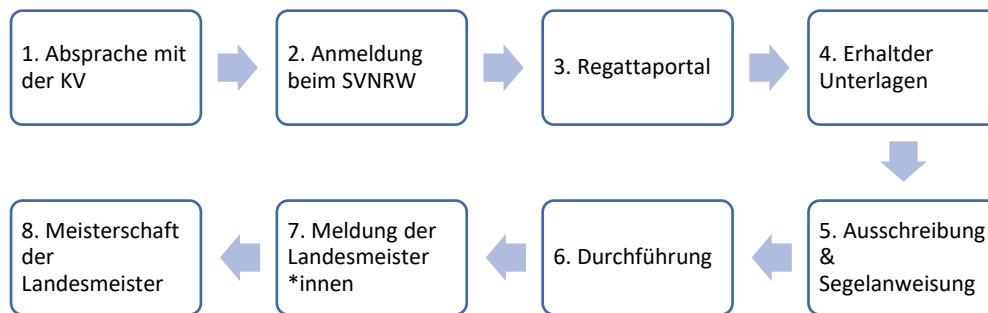 1. Absprache mit
der KV
2. Anmeldung
beim SVNRW
3. Regattaportal
4. Erhaltder
Unterlagen
5. Ausschreibung
&
Segelanweisung
6. Durchführung
7. Meldung der
Landesmeister
*innen
8. Meisterschaft
der
Landesmeister